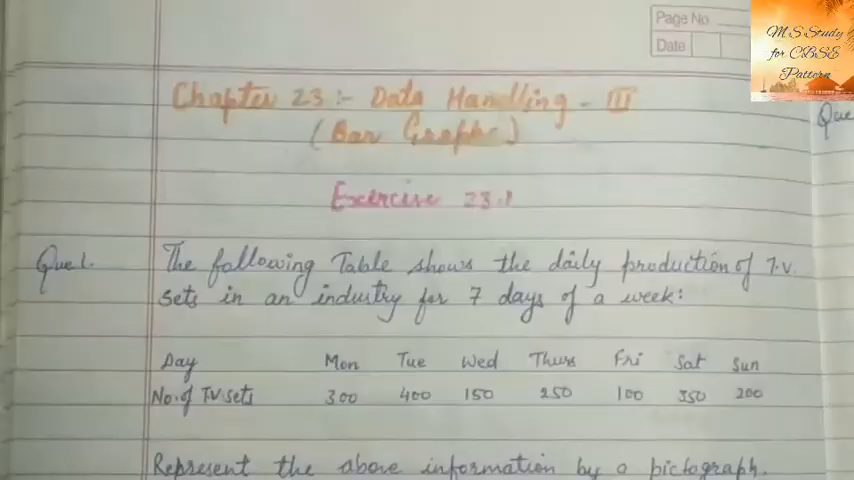 Page No.
Date
MS Study
for CBSE
Pattern
Chapter 23:- Data Handling - III
(Bar Graphs)
Exercise 23.1
Que
Que1. The following Table shows the daily production of T.V.
sets in an industry for 7 days of a week:
Day Mon Tue Wed Thurs Fri Sat Sun
No. of TV sets 300 400 150 250 100 350 200
Represent the above information by a pictograph.